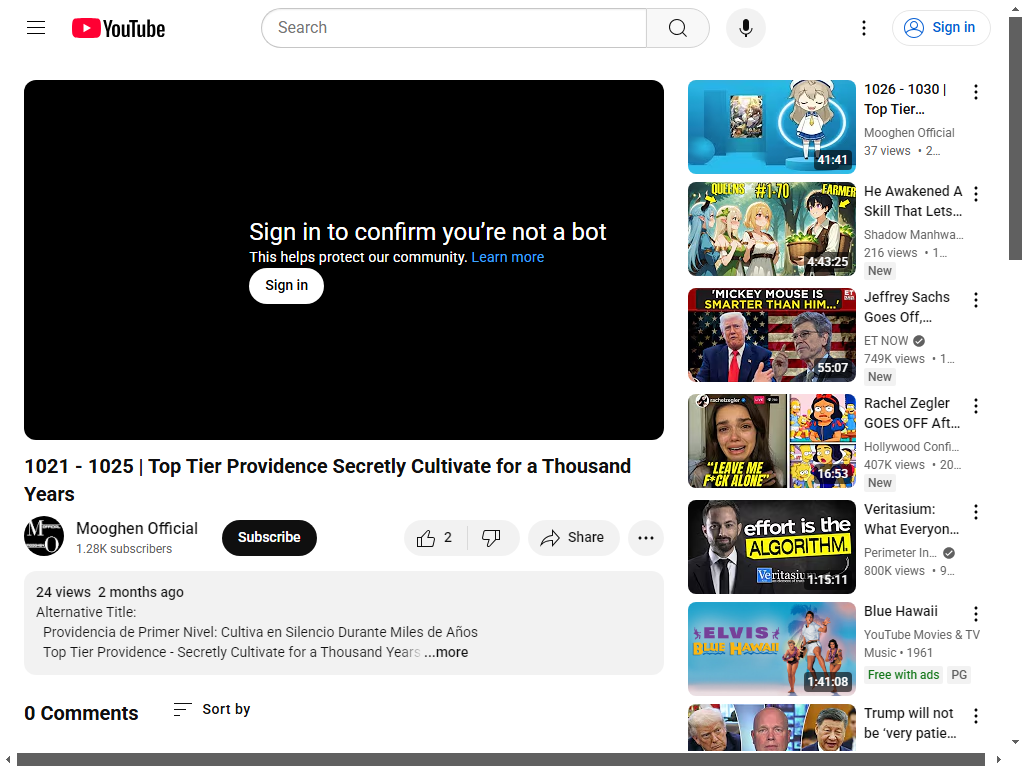 YouTube
Search
Sign in
Sign in to confirm you’re not a bot
This helps protect our community. Learn more
Sign in
1021 - 1025 | Top Tier Providence Secretly Cultivate for a Thousand
Years
Mooghen Official
1.28K subscribers
Subscribe
2
Share
24 views 2 months ago
Alternative Title:
Providencia de Primer Nivel: Cultiva en Silencio Durante Miles de Años
Top Tier Providence - Secretly Cultivate for a Thousand Years ...more
0 Comments
Sort by
41:41
1026 - 1030 |
Top Tier…
Mooghen Official
37 views • 2…
QUEENS #1-70 FARMER
4:43:25
He Awakened A
Skill That Lets…
Shadow Manhwa…
216 views • 1…
New
'MICKEY MOUSE IS
SMARTER THAN HIM...'
ET NOW
55:07
Jeffrey Sachs
Goes Off,…
ET NOW
749K views • 1…
New
rachelzegler
LIVE
"LEAVE ME
F*CK ALONE"
16:53
Rachel Zegler
GOES OFF Aft…
Hollywood Confi…
407K views • 20…
New
effort is the
ALGORITHM.
Veritasium
1:15:11
Veritasium:
What Everyon…
Perimeter In…
800K views • 9…
ELVIS
BLUE HAWAII
1:41:08
Blue Hawaii
YouTube Movies & TV
Music • 1961
Free with ads PG
Trump will not
be ‘very patie…